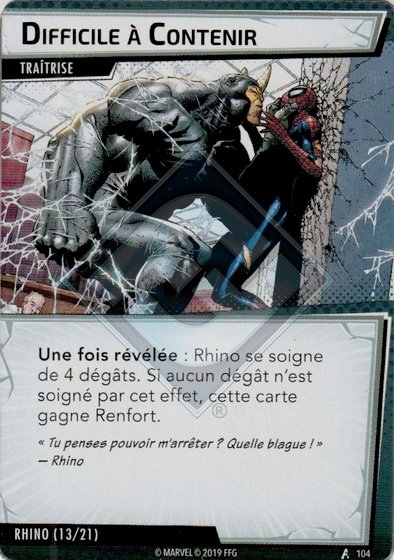 DIFFICILE À CONTENIR
TRAÎTRISE
Une fois révélée : Rhino se soigne
de 4 dégâts. Si aucun dégât n'est
soigné par cet effet, cette carte
gagne Renfort.
« Tu penses pouvoir m'arrêter ? Quelle blague ! »
– Rhino
RHINO (13/21)
© MARVEL © 2019 FFG
104